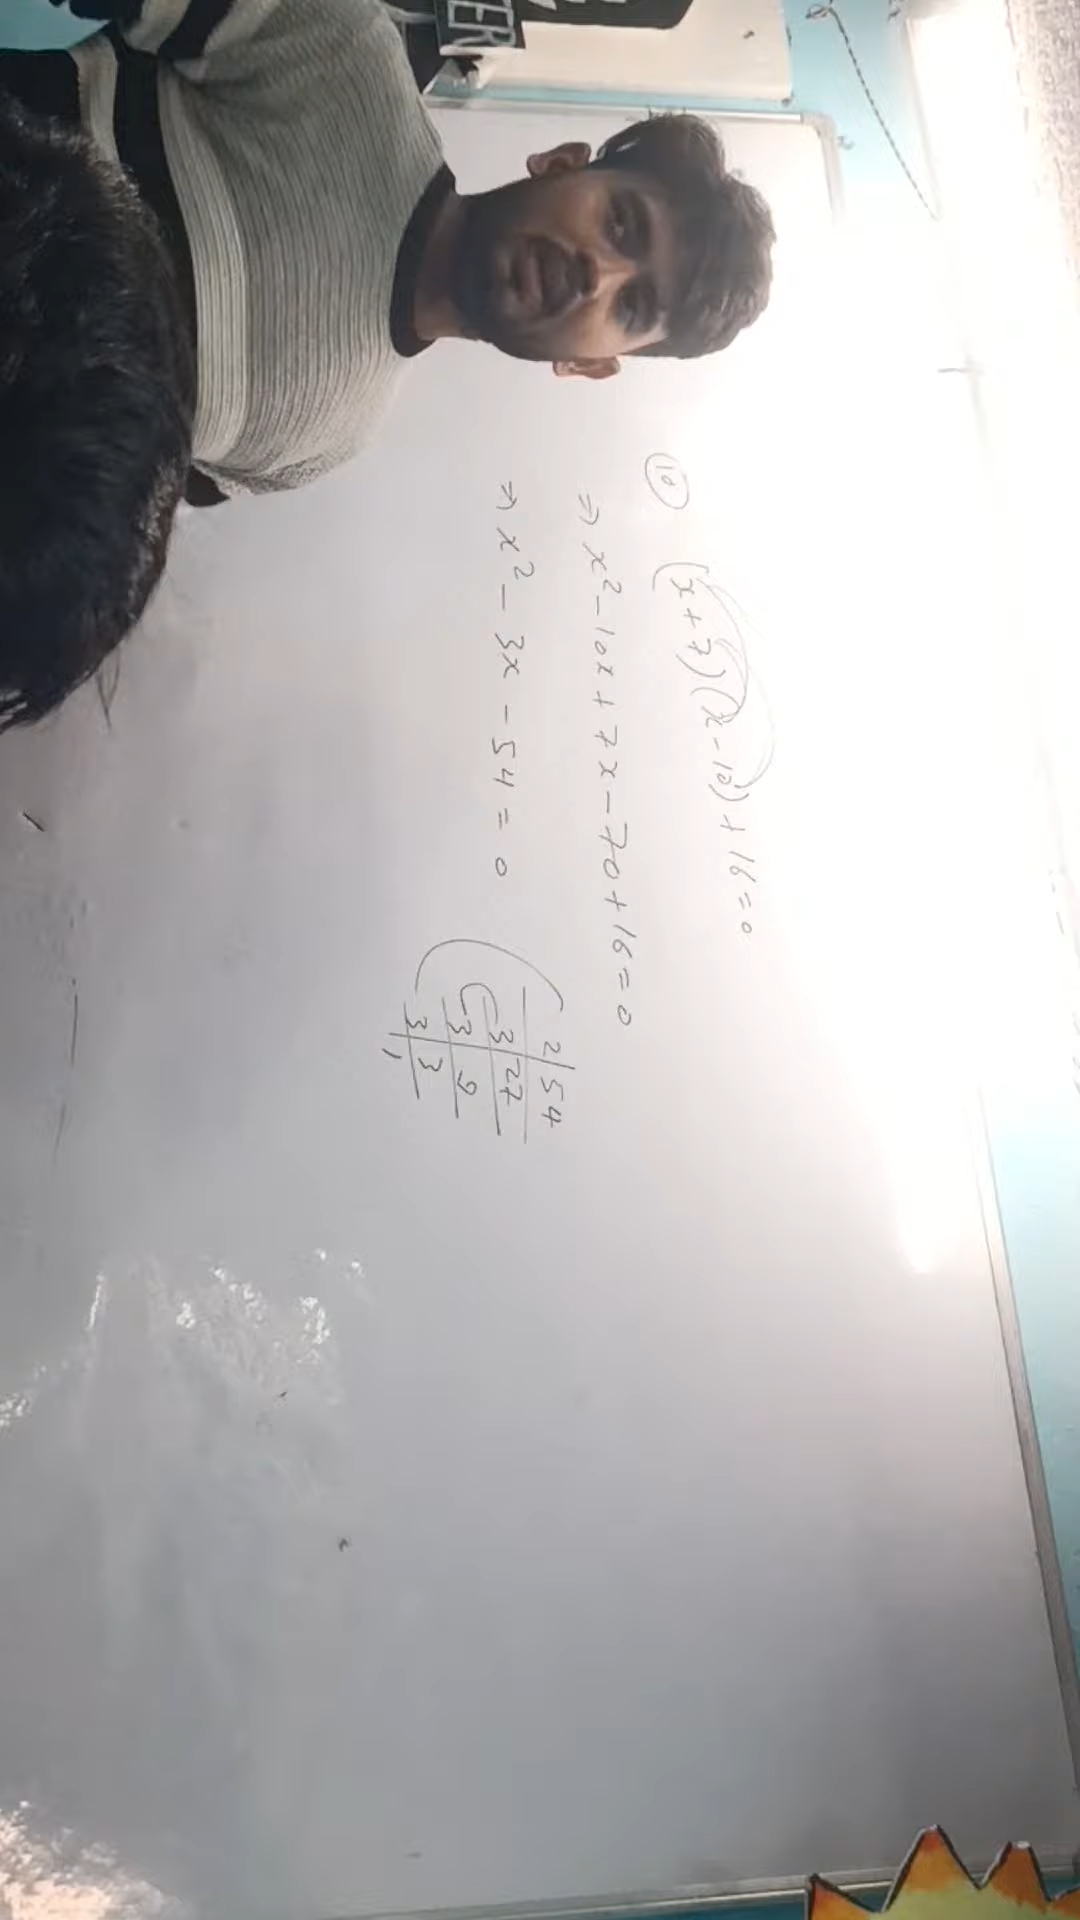 ER
⑩ (x+7)(x-10)+16=0
⇒ x²-10x+7x-70+16=0
⇒ x²-3x-54=0
2|54
3|27
3|9
3|3
1